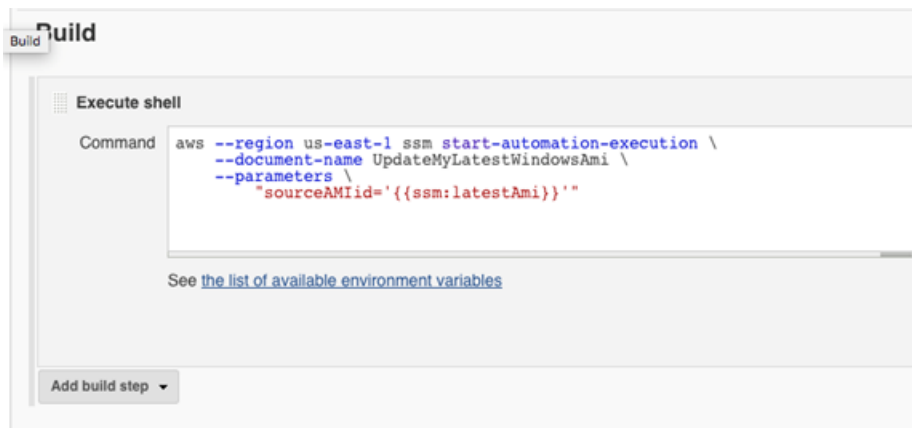 Build
Build
Execute shell
Command
aws --region us-east-1 ssm start-automation-execution \
--document-name UpdateMyLatestWindowsAmi \
--parameters \
"sourceAMIid='{{ssm:latestAmi}}'"
See the list of available environment variables
Add build step